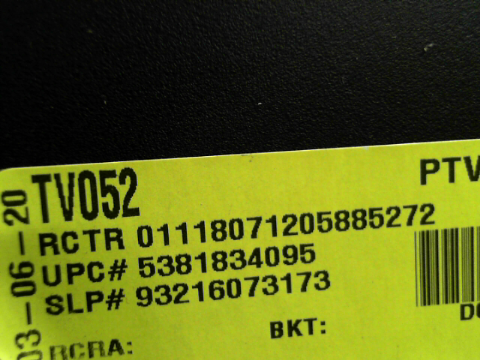 03-06-20
TV052
PTV
RCTR 01118071205885272
UPC# 5381834095
SLP# 93216073173
BKT:
RCRA: